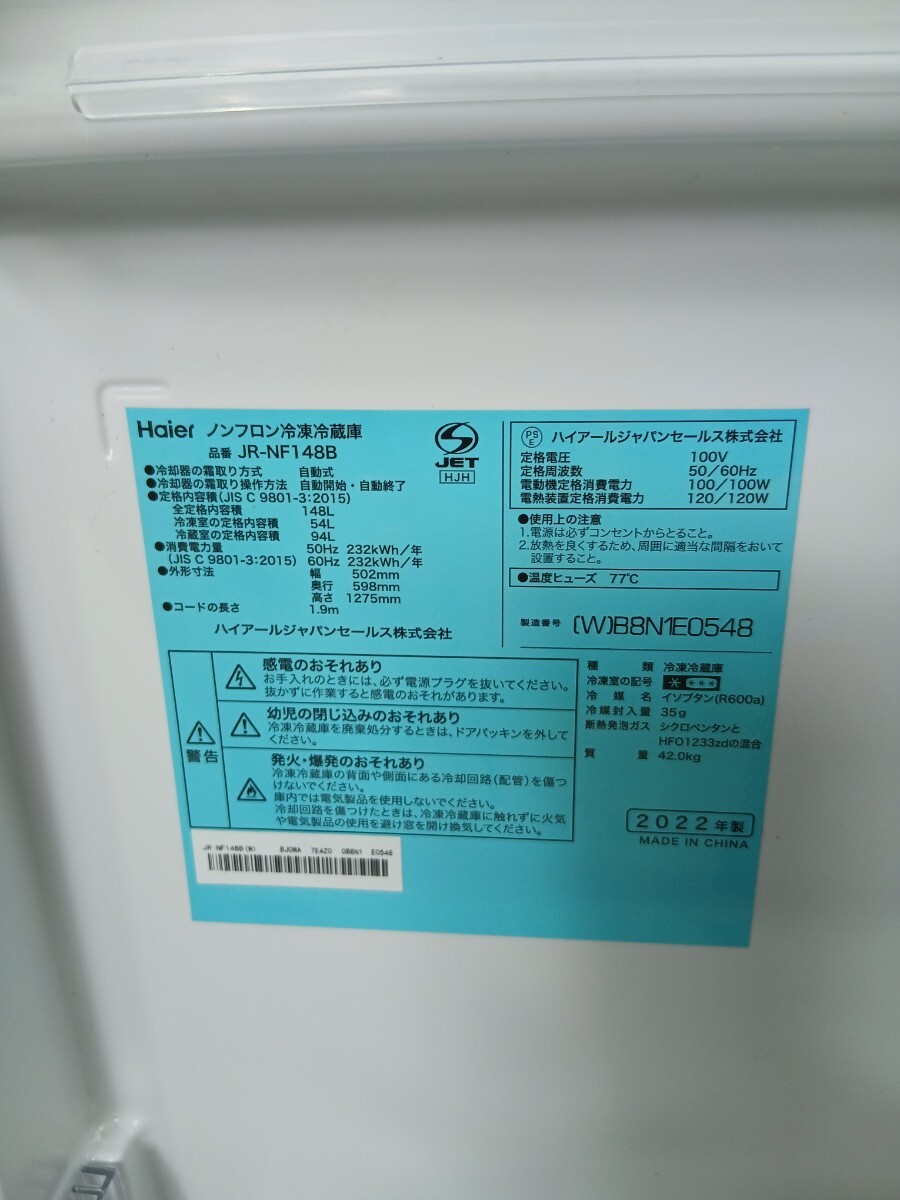 Haier ノンフロン冷凍冷蔵庫
品番 JR-NF148B
●冷却器の霜取り方式 自動式
●冷却器の霜取り操作方法 自動開始・自動終了
●定格内容積(JIS C 9801-3:2015)
全定格内容積 148L
冷凍室の定格内容積 54L
冷蔵室の定格内容積 94L
●消費電力量 50Hz 232kWh/年
(JIS C 9801-3:2015) 60Hz 232kWh/年
●外形寸法 幅 502mm
奥行 598mm
高さ 1275mm
●コードの長さ 1.9m
ハイアールジャパンセールス株式会社
JET
HJH
PS
E
ハイアールジャパンセールス株式会社
定格電圧 100V
定格周波数 50/60Hz
電動機定格消費電力 100/100W
電熱装置定格消費電力 120/120W
●使用上の注意
1.電源は必ずコンセントからとること。
2.放熱を良くするため、周囲に適当な間隔をおいて
設置すること。
●温度ヒューズ 77℃
製造番号 (W)B8N1E0548
警告
感電のおそれあり
お手入れのときには、必ず電源プラグを抜いてください。
抜かずに作業すると感電のおそれがあります。
幼児の閉じ込みのおそれあり
冷凍冷蔵庫を廃棄処分するときは、ドアパッキンを外して
ください。
発火・爆発のおそれあり
冷凍冷蔵庫の背面や側面にある冷却回路(配管)を傷つ
けないでください。
庫内では電気製品を使用しないでください。
冷却回路を傷つけたときは、冷凍冷蔵庫に触れずに火気
や電気製品の使用を避け窓を開け換気してください。
種類 冷凍冷蔵庫
冷凍室の記号 * ***
冷媒名 イソブタン(R600a)
冷媒封入量 35g
断熱発泡ガス シクロペンタンと
HFO1233zdの混合
質量 42.0kg
2022年製
MADE IN CHINA
JR-NF148B(W) BJ0WA 7E4Z0 0B8N1 E0548